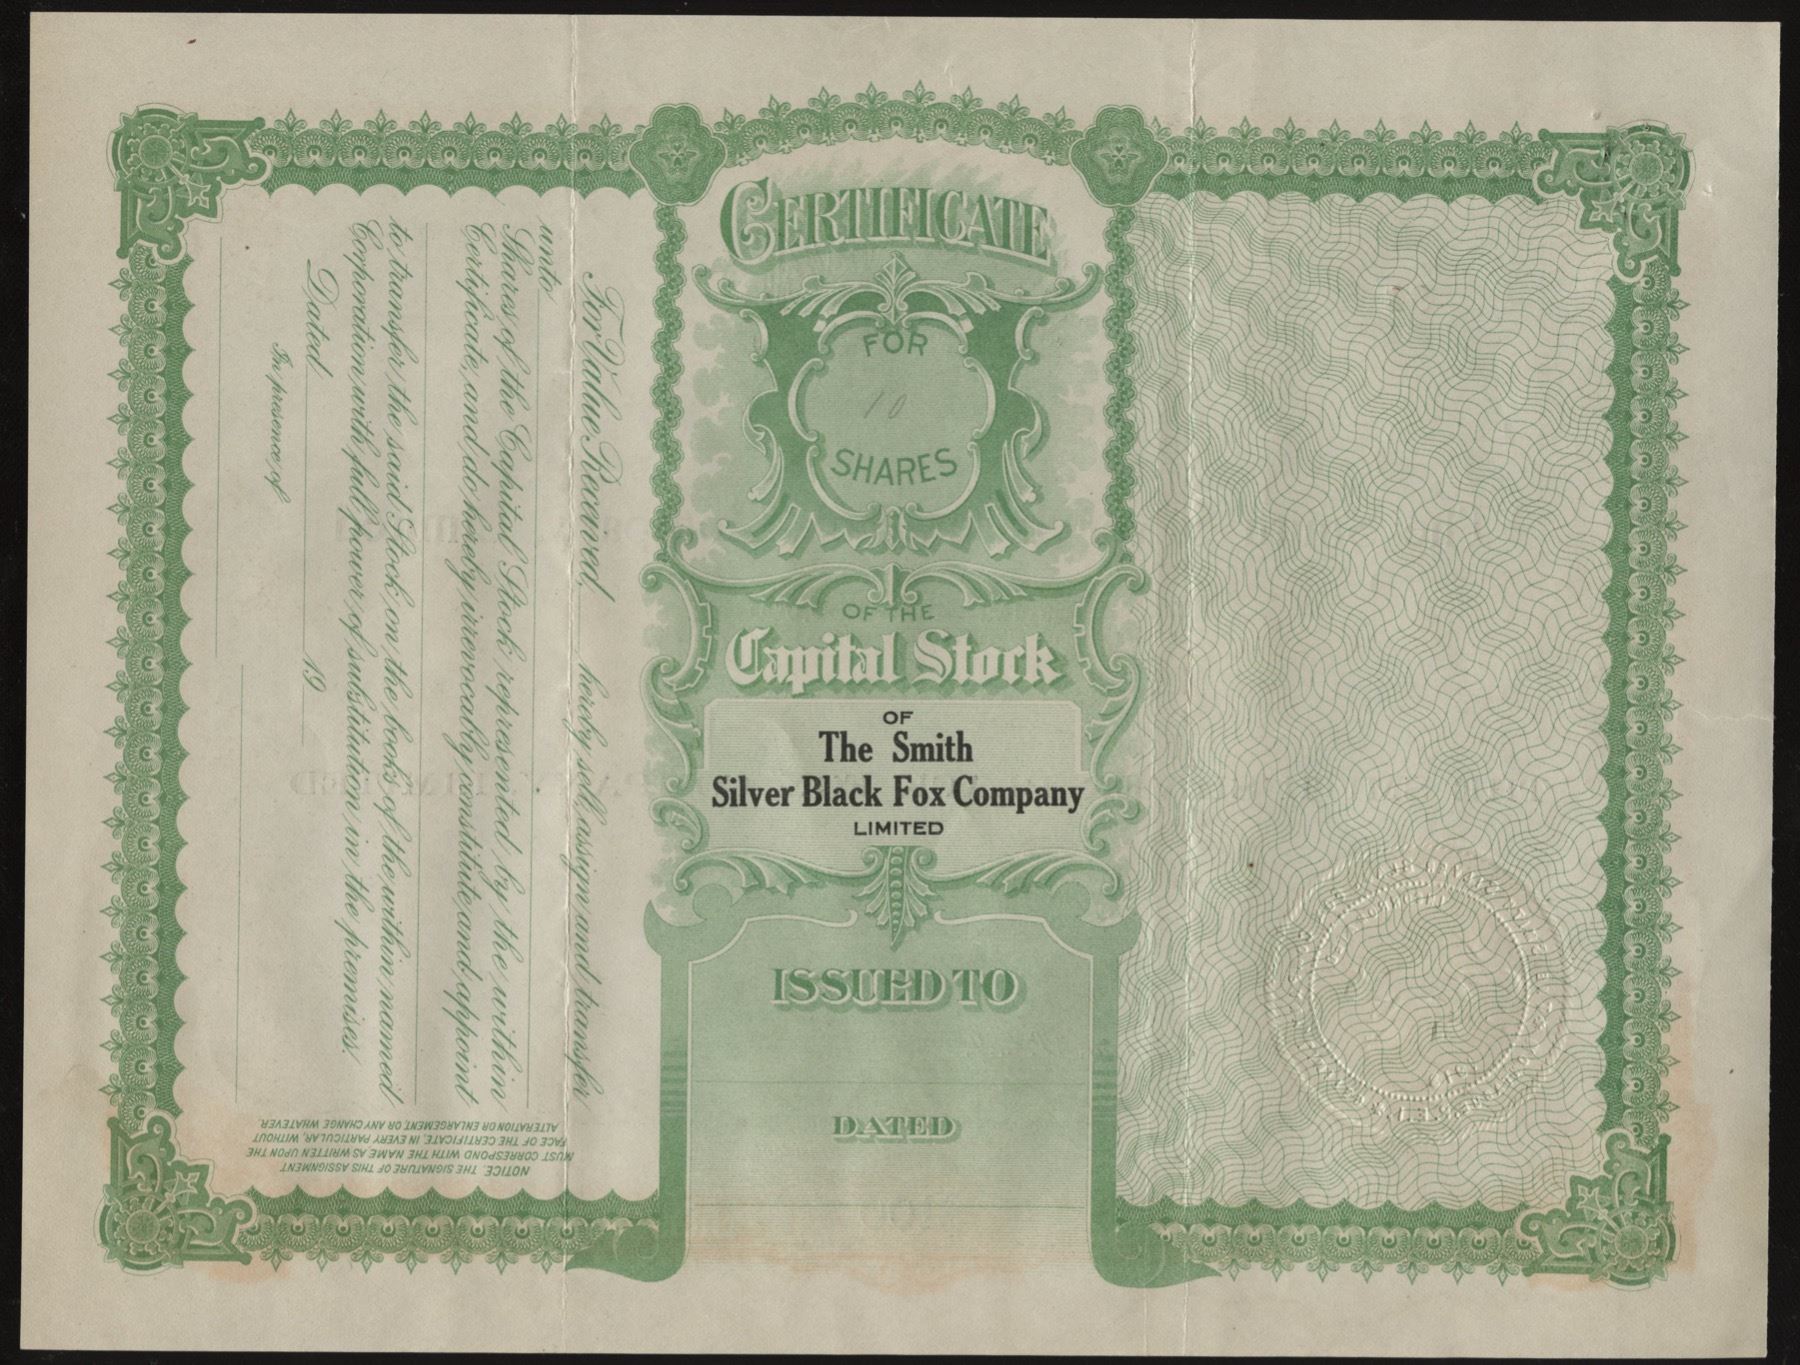 CERTIFICATE
FOR
10
SHARES
OF THE
Capital Stock
OF
The Smith
Silver Black Fox Company
LIMITED
ISSUED TO
DATED
For Value Received, hereby sell, assign and transfer
unto
Shares of the Capital Stock represented by the within
Certificate, and do hereby irrevocably constitute and appoint
to transfer the said Stock on the books of the within named
Corporation with full power of substitution in the premises.
Dated 19
In presence of
NOTICE. THE SIGNATURE OF THIS ASSIGNMENT
MUST CORRESPOND WITH THE NAME AS WRITTEN UPON THE
FACE OF THE CERTIFICATE, IN EVERY PARTICULAR, WITHOUT
ALTERATION OR ENLARGEMENT OR ANY CHANGE WHATEVER.